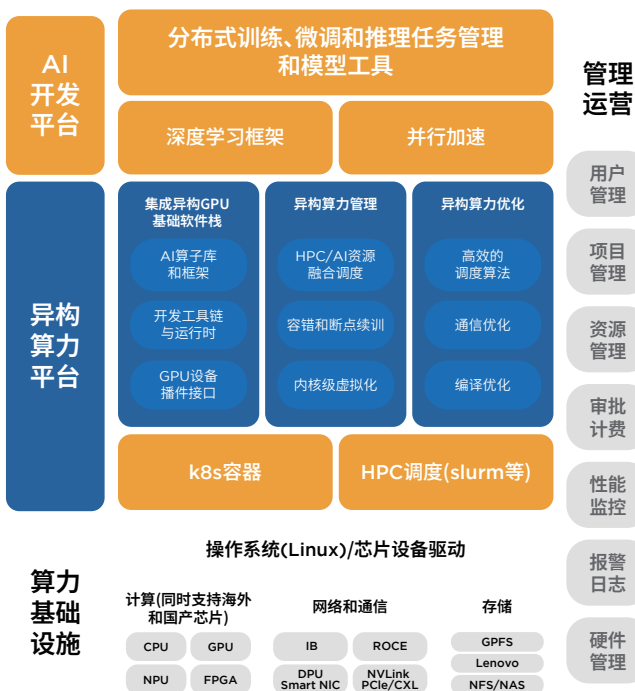 AI
开发
平台
分布式训练、微调和推理任务管理
和模型工具
深度学习框架
并行加速
异构
算力
平台
集成异构GPU
基础软件栈
AI算子库
和框架
开发工具链
与运行时
GPU设备
播件接口
异构算力管理
HPC/AI资源
融合调度
容错和断点续训
内核级虚拟化
异构算力优化
高效的
调度算法
通信优化
编译优化
k8s容器
HPC调度(slurm等)
算力
基础
设施
操作系统(Linux)/芯片设备驱动
计算(同时支持海外
和国产芯片)
CPU
GPU
NPU
FPGA
网络和通信
IB
ROCE
DPU
Smart NIC
NVLink
PCIe/CXL
存储
GPFS
Lenovo
NFS/NAS
管理
运营
用户
管理
项目
管理
资源
管理
审批
计费
性能
监控
报警
日志
硬件
管理